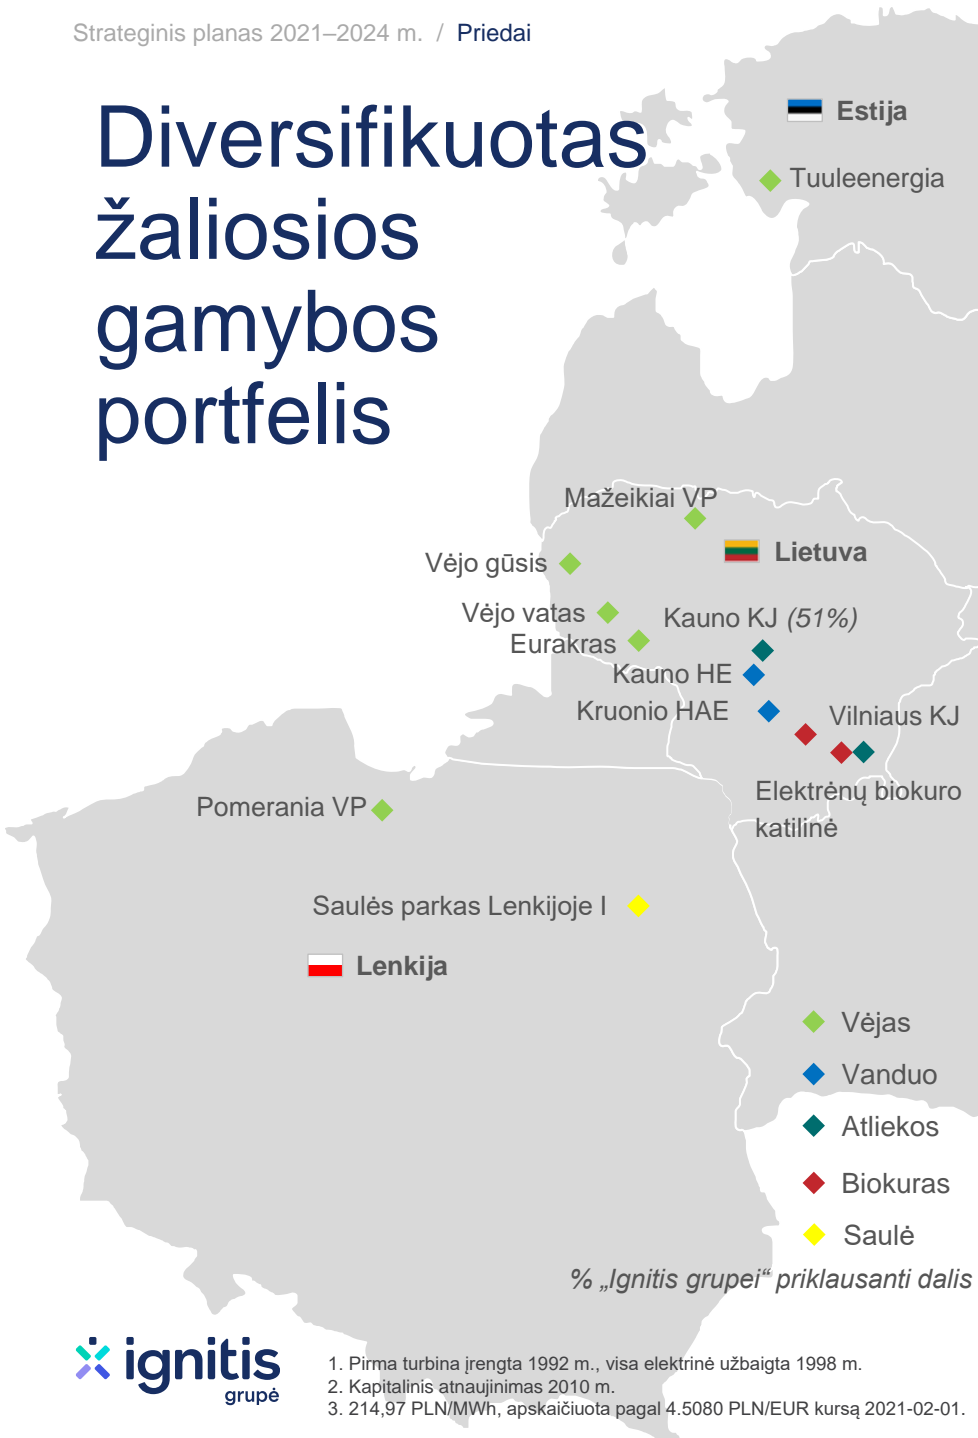 Strateginis planas 2021–2024 m. / Priedai
Diversifikuotas
žaliosios
gamybos
portfelis
Estija
Tuuleenergia
Mažeikiai VP
Lietuva
Vėjo gūsis
Vėjo vatas
Kauno KJ (51%)
Eurakras
Kauno HE
Kruonio HAE
Vilniaus KJ
Elektrėnų biokuro
katilinė
Pomerania VP
Saulės parkas Lenkijoje I
Lenkija
Vėjas
Vanduo
Atliekos
Biokuras
Saulė
% „Ignitis grupei“ priklausanti dalis
ignitis
grupė
1. Pirma turbina įrengta 1992 m., visa elektrinė užbaigta 1998 m.
2. Kapitalinis atnaujinimas 2010 m.
3. 214,97 PLN/MWh, apskaičiuota pagal 4.5080 PLN/EUR kursą 2021-02-01.